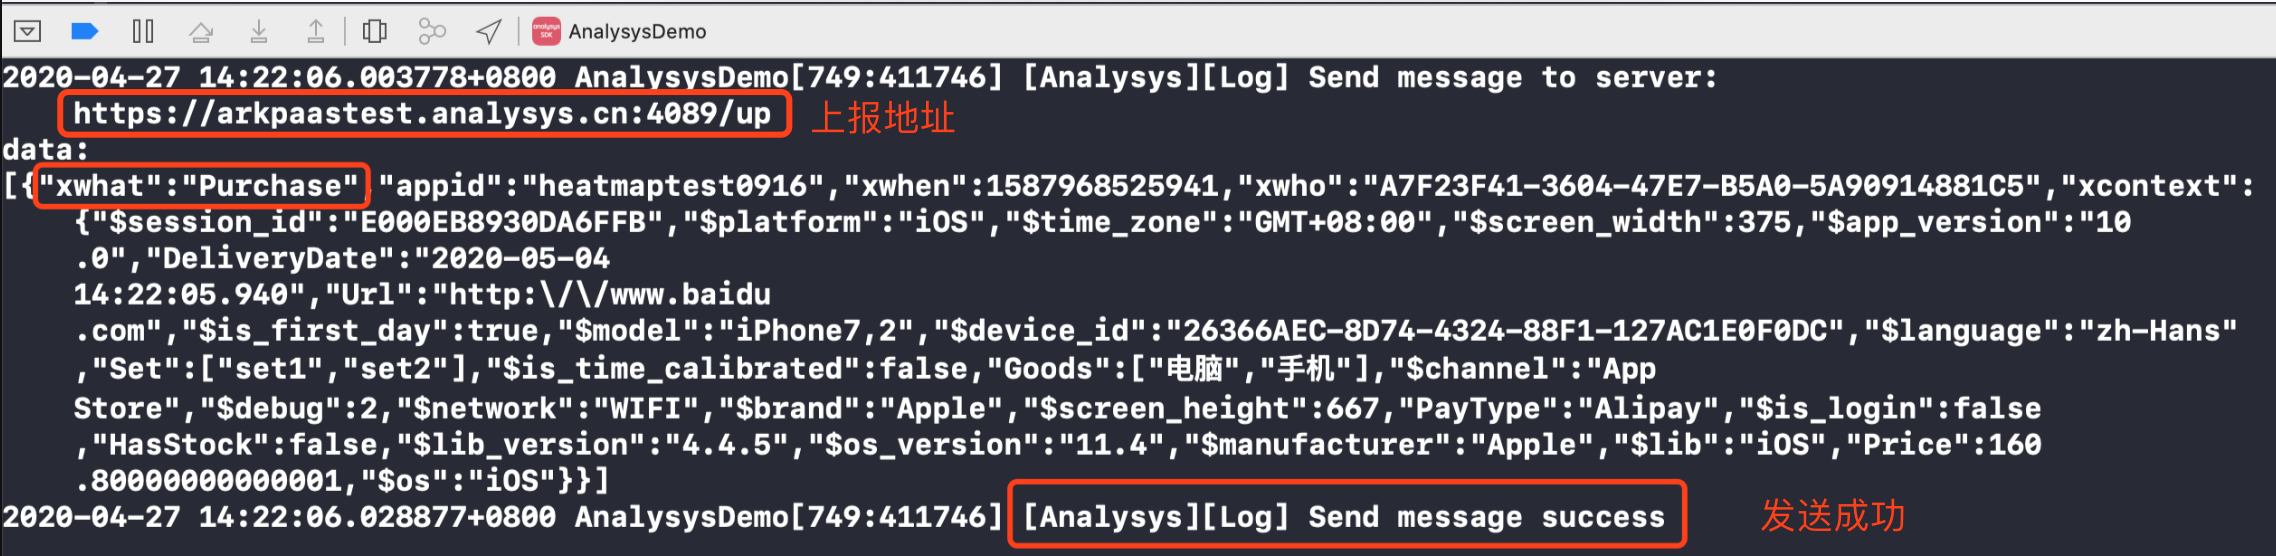 analysys SDK AnalysysDemo
2020-04-27 14:22:06.003778+0800 AnalysysDemo[749:411746] [Analysys][Log] Send message to server:
https://arkpaastest.analysys.cn:4089/up 上报地址
data:
[{"xwhat":"Purchase","appid":"heatmaptest0916","xwhen":1587968525941,"xwho":"A7F23F41-3604-47E7-B5A0-5A90914881C5","xcontext":
{"$session_id":"E000EB8930DA6FFB","$platform":"iOS","$time_zone":"GMT+08:00","$screen_width":375,"$app_version":"10
.0","DeliveryDate":"2020-05-04
14:22:05.940","Url":"http:\/\/www.baidu
.com","$is_first_day":true,"$model":"iPhone7,2","$device_id":"26366AEC-8D74-4324-88F1-127AC1E0F0DC","$language":"zh-Hans"
,"Set":["set1","set2"],"$is_time_calibrated":false,"Goods":["电脑","手机"],"$channel":"App
Store","$debug":2,"$network":"WIFI","$brand":"Apple","$screen_height":667,"PayType":"Alipay","$is_login":false
,"HasStock":false,"$lib_version":"4.4.5","$os_version":"11.4","$manufacturer":"Apple","$lib":"iOS","Price":160
.80000000000001,"$os":"iOS"}}]
2020-04-27 14:22:06.028877+0800 AnalysysDemo[749:411746] [Analysys][Log] Send message success 发送成功